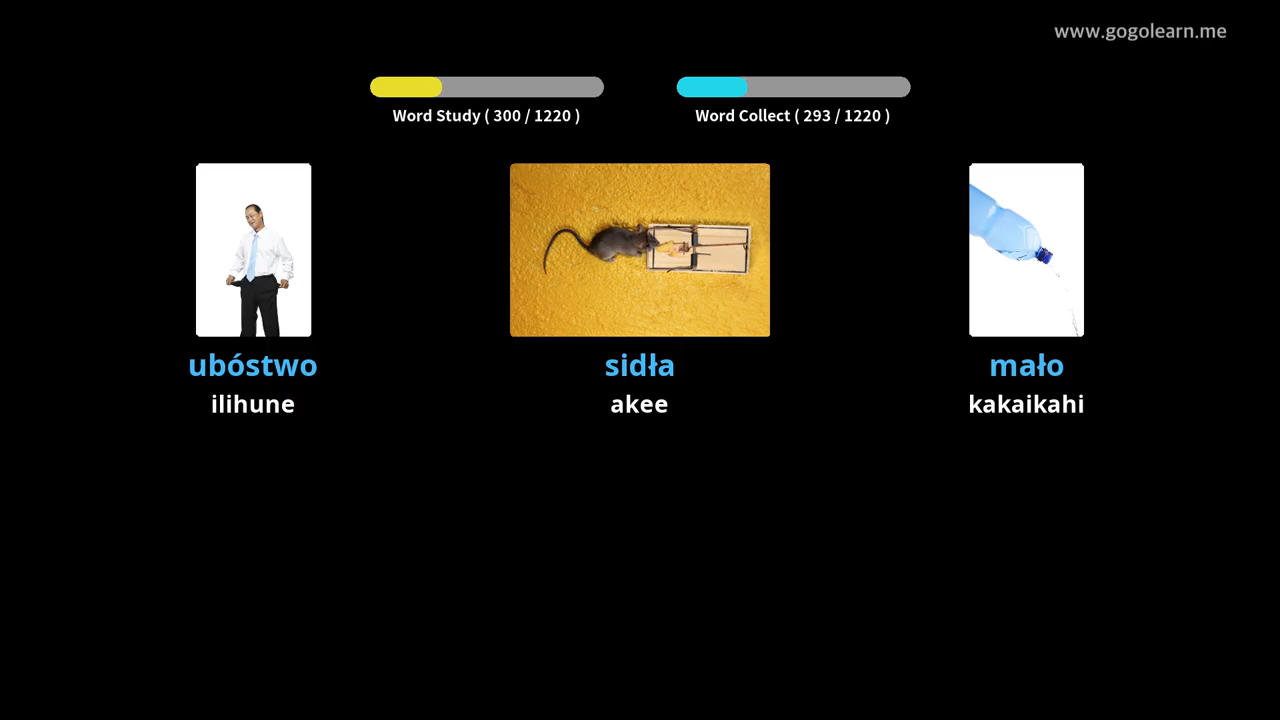 www.gogolearn.me
Word Study ( 300 / 1220 )
Word Collect ( 293 / 1220 )
ubóstwo
sidła
mało
ilihune
akee
kakaikahi